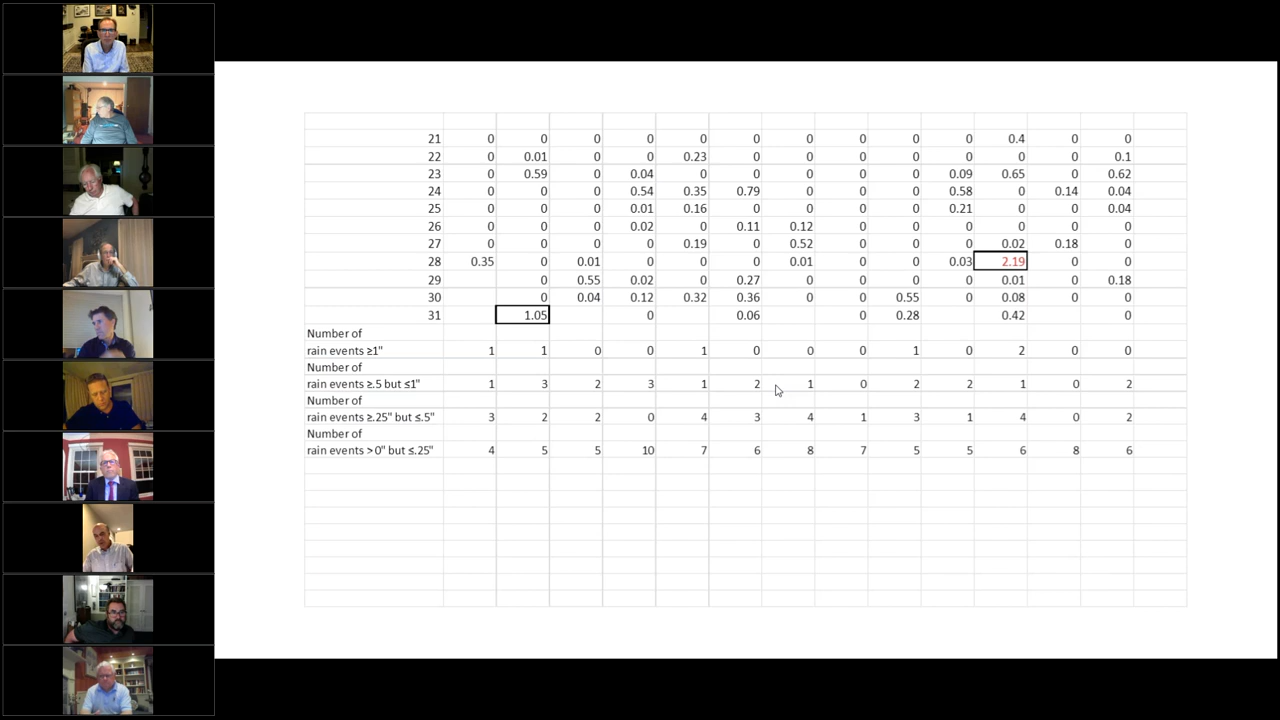 21 0 0 0 0 0 0 0 0 0 0.4 0 0
22 0 0.01 0 0 0.23 0 0 0 0 0 0 0.1
23 0 0.59 0 0.04 0 0 0 0 0.09 0.65 0 0.62
24 0 0 0 0.54 0.35 0.79 0 0 0.58 0 0.14 0.04
25 0 0 0 0.01 0.16 0 0 0 0.21 0 0 0.04
26 0 0 0 0.02 0 0.11 0.12 0 0 0 0 0
27 0 0 0 0 0.19 0 0.52 0 0 0.02 0.18 0
28 0.35 0 0.01 0 0 0 0.01 0 0.03 2.19 0 0
29 0 0.55 0.02 0 0.27 0 0 0 0.01 0 0.18
30 0 0.04 0.12 0.32 0.36 0 0.55 0 0.08 0 0
31 1.05 0 0.06 0 0.28 0.42 0
Number of
rain events ≥1" 1 1 0 0 1 0 0 0 1 0 2 0 0
Number of
rain events ≥.5 but ≤1" 1 3 2 3 1 2 1 0 2 2 1 0 2
Number of
rain events ≥.25" but ≤.5" 3 2 2 0 4 3 4 1 3 1 4 0 2
Number of
rain events >0" but ≤.25" 4 5 5 10 7 6 8 7 5 5 6 8 6